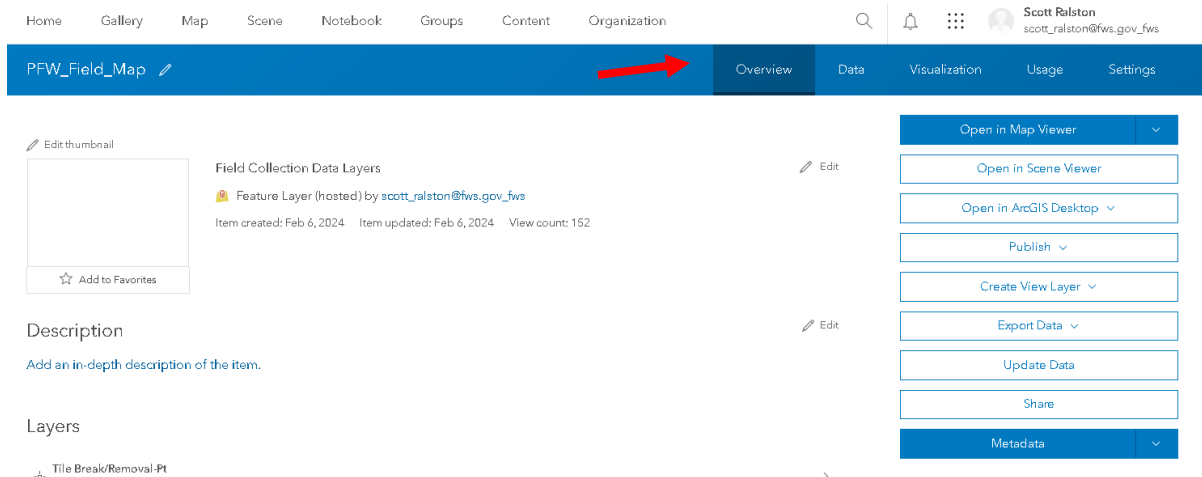 Home Gallery Map Scene Notebook Groups Content Organization
Scott Ralston
scott_ralston@fws.gov_fws
PFW_Field_Map
Overview Data Visualization Usage Settings
Edit thumbnail
Add to Favorites
Field Collection Data Layers
Edit
Feature Layer (hosted) by scott_ralston@fws.gov_fws
Item created: Feb 6, 2024 Item updated: Feb 6, 2024 View count: 152
Description
Edit
Add an in-depth description of the item.
Layers
Tile Break/Removal-Pt
Open in Map Viewer
Open in Scene Viewer
Open in ArcGIS Desktop
Publish
Create View Layer
Export Data
Update Data
Share
Metadata